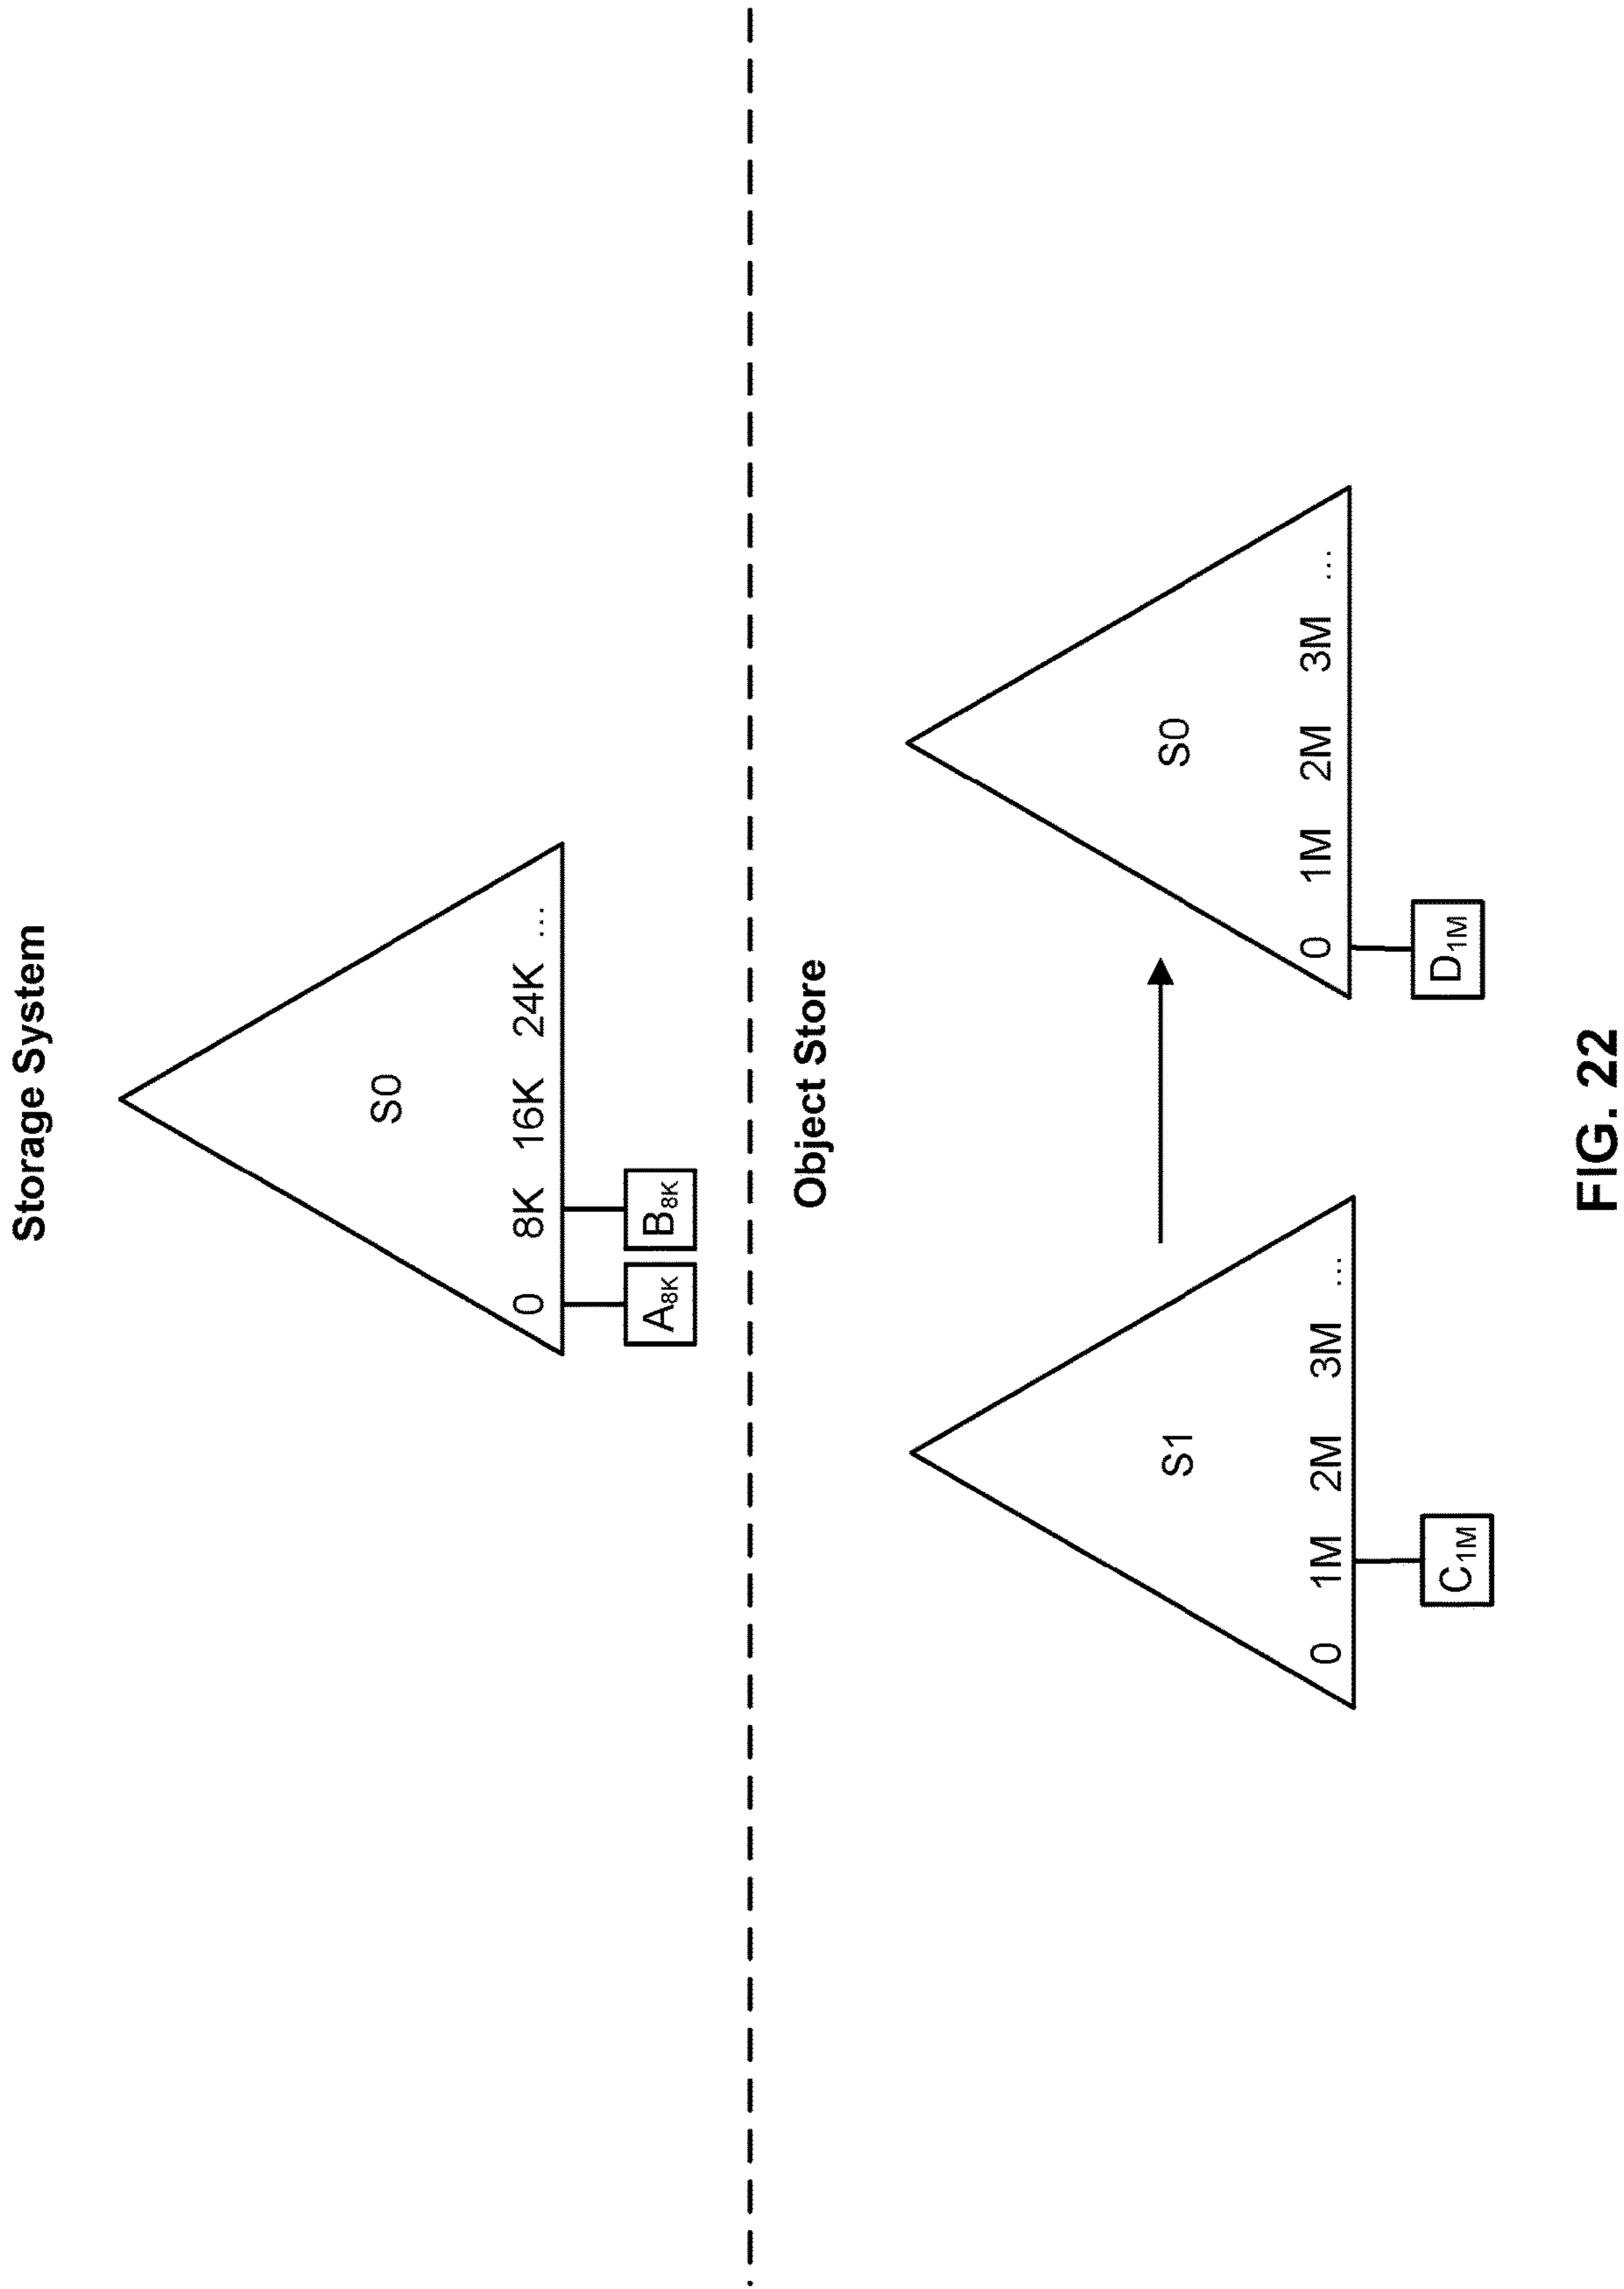 Storage System
S0
0 8K 16K 24K ...
A8K B8K
Object Store
S1
0 1M 2M 3M ...
C1M
S0
0 1M 2M 3M ...
D1M
FIG. 22